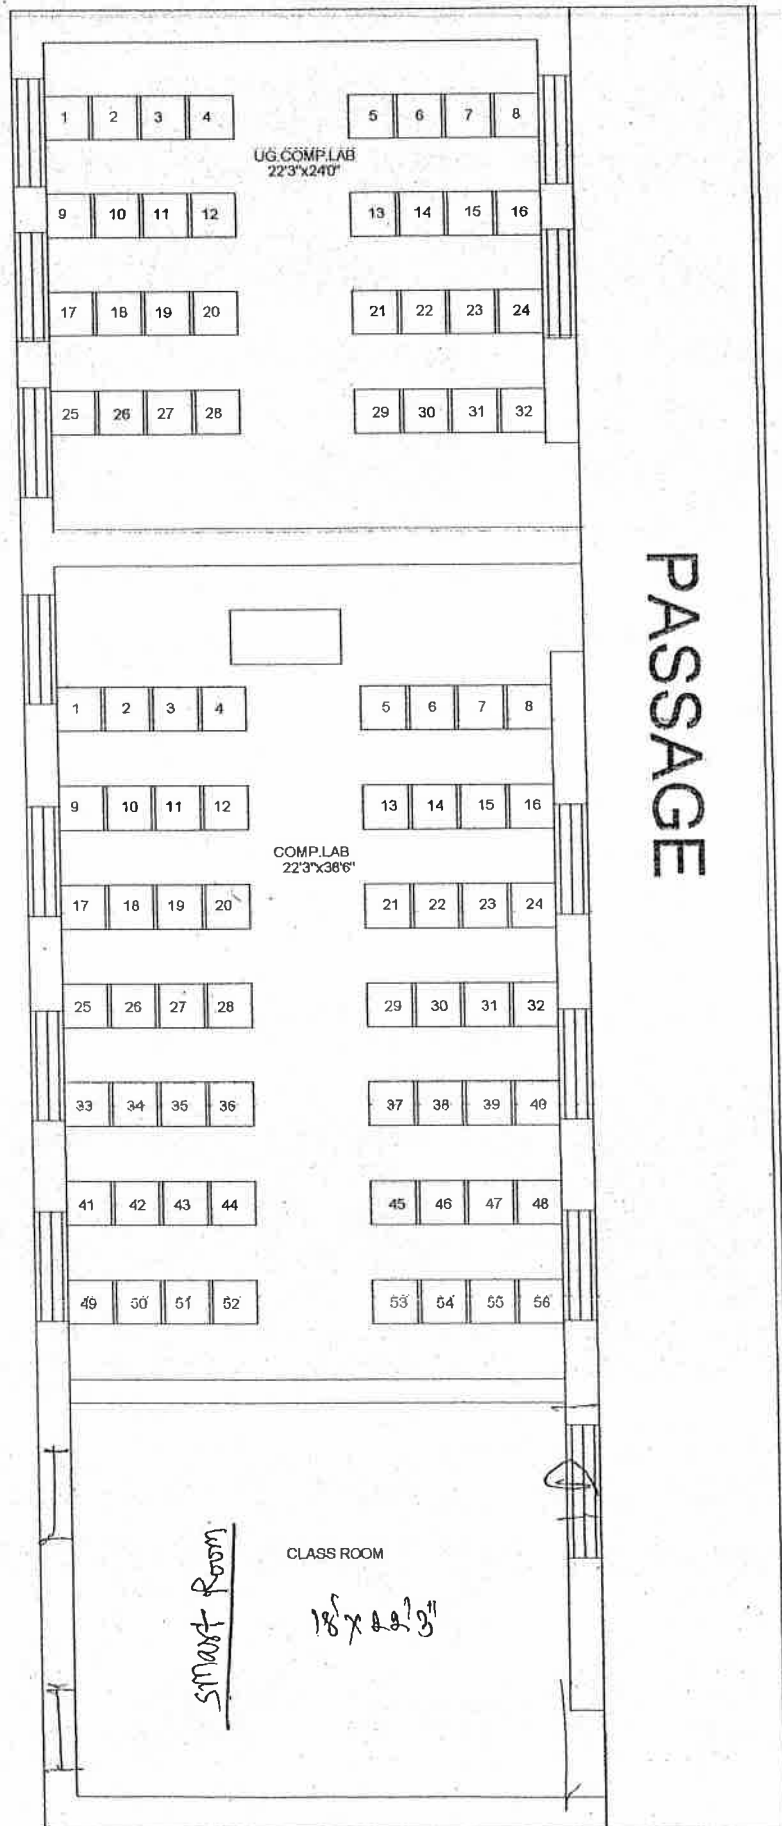 1 2 3 4 5 6 7 8
UG.COMP.LAB
22'3"x24'0"
9 10 11 12 13 14 15 16
17 18 19 20 21 22 23 24
25 26 27 28 29 30 31 32
PASSAGE
1 2 3 4 5 6 7 8
9 10 11 12 13 14 15 16
COMP.LAB
22'3"x38'6"
17 18 19 20 21 22 23 24
25 26 27 28 29 30 31 32
33 34 35 36 37 38 39 40
41 42 43 44 45 46 47 48
49 50 51 52 53 54 55 56
CLASS ROOM
Smart Room
18' x 22' 3"